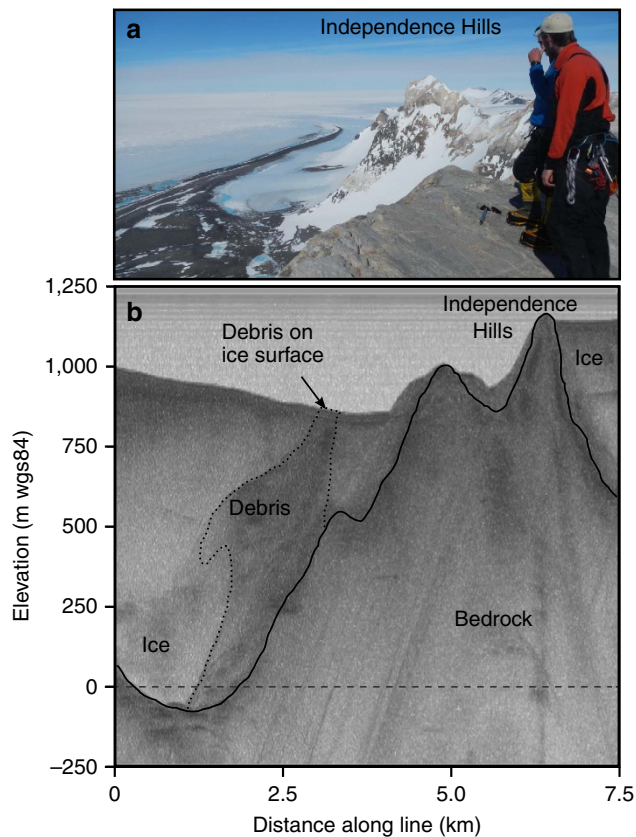 a
Independence Hills
b
Independence
Hills
Debris on
ice surface
Ice
Debris
Ice
Bedrock
Elevation (m wgs84)
1,250
1,000
750
500
250
0
–250
0
2.5
5.0
7.5
Distance along line (km)